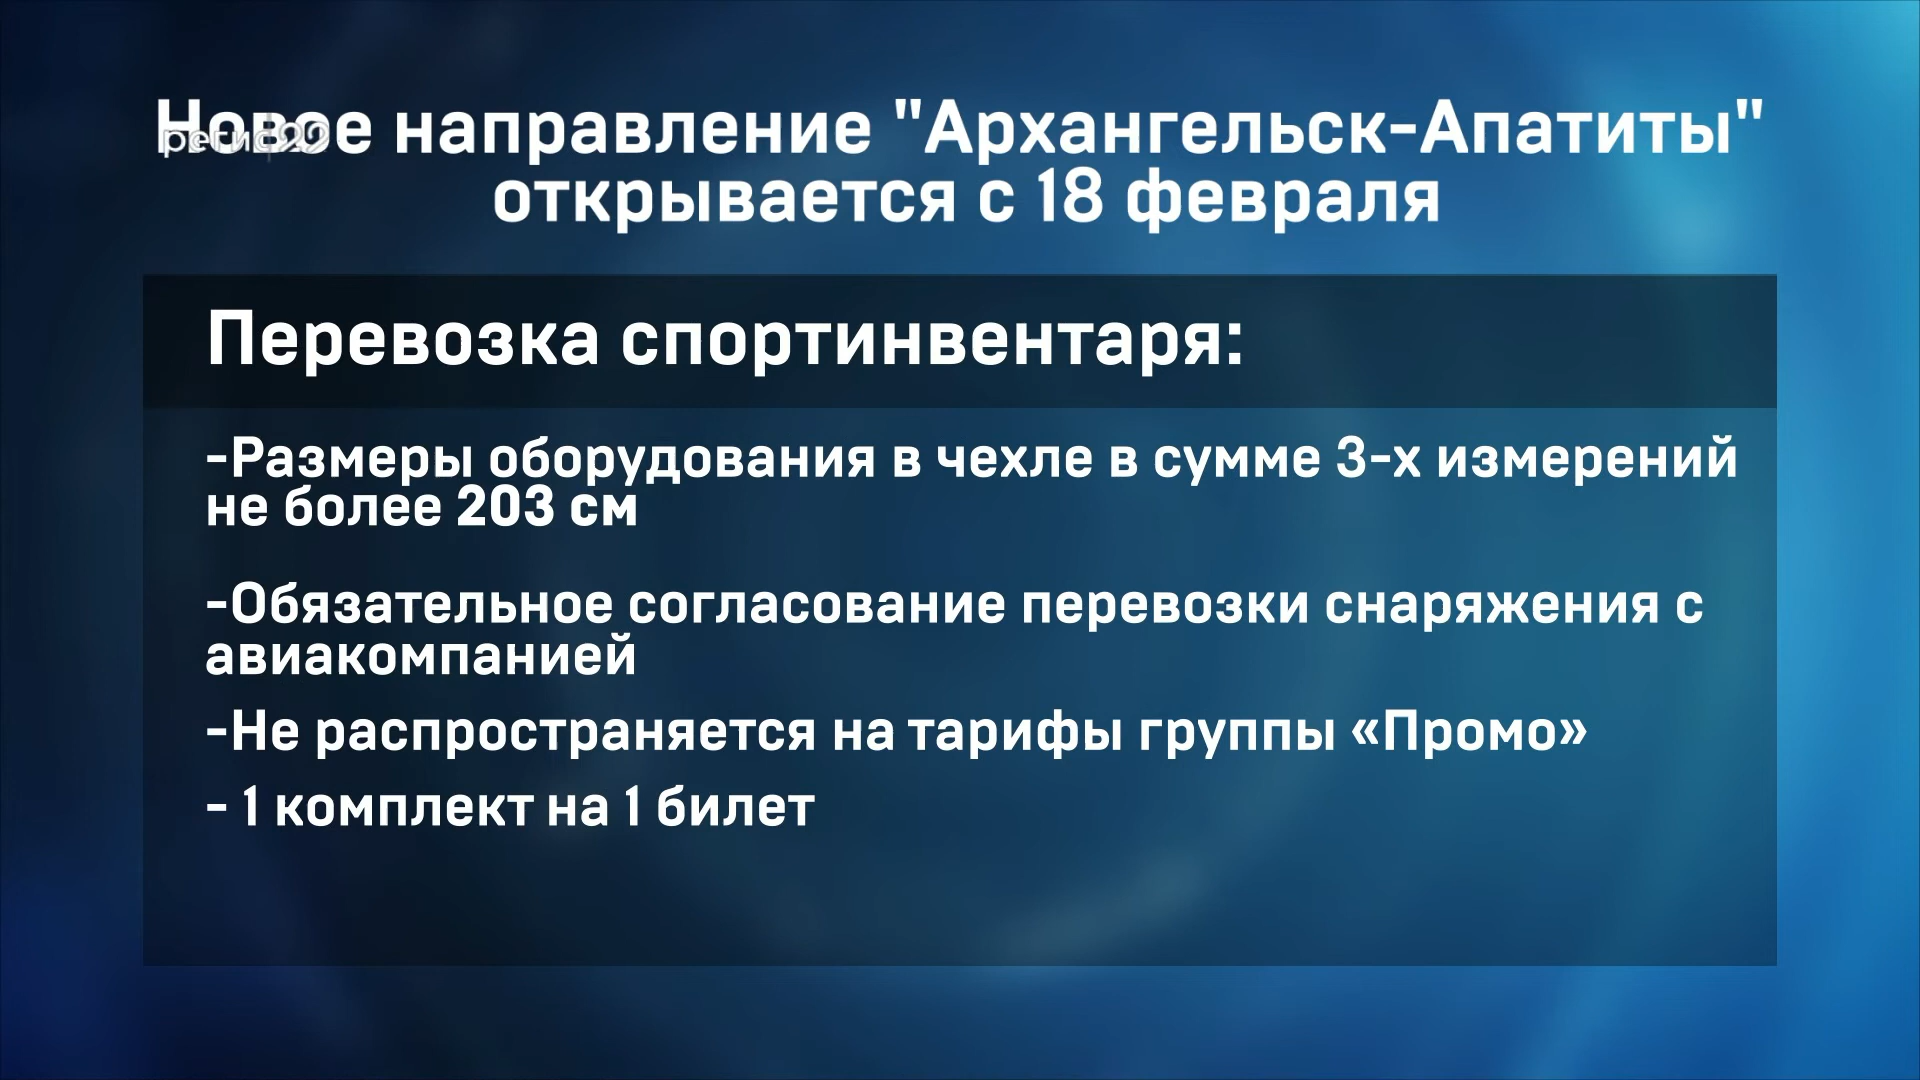 Новое направление "Архангельск-Апатиты"
открывается с 18 февраля
Перевозка спортинвентаря:
-Размеры оборудования в чехле в сумме 3-х измерений
не более 203 см
-Обязательное согласование перевозки снаряжения с
авиакомпанией
-Не распространяется на тарифы группы «Промо»
- 1 комплект на 1 билет